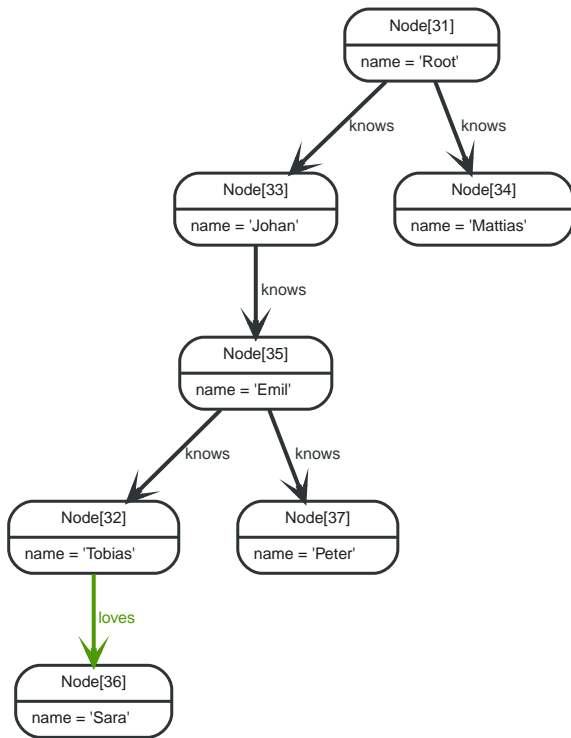 Node[31]
name = 'Root'
knows
knows
Node[33]
name = 'Johan'
Node[34]
name = 'Mattias'
knows
Node[35]
name = 'Emil'
knows
knows
Node[32]
name = 'Tobias'
Node[37]
name = 'Peter'
loves
Node[36]
name = 'Sara'